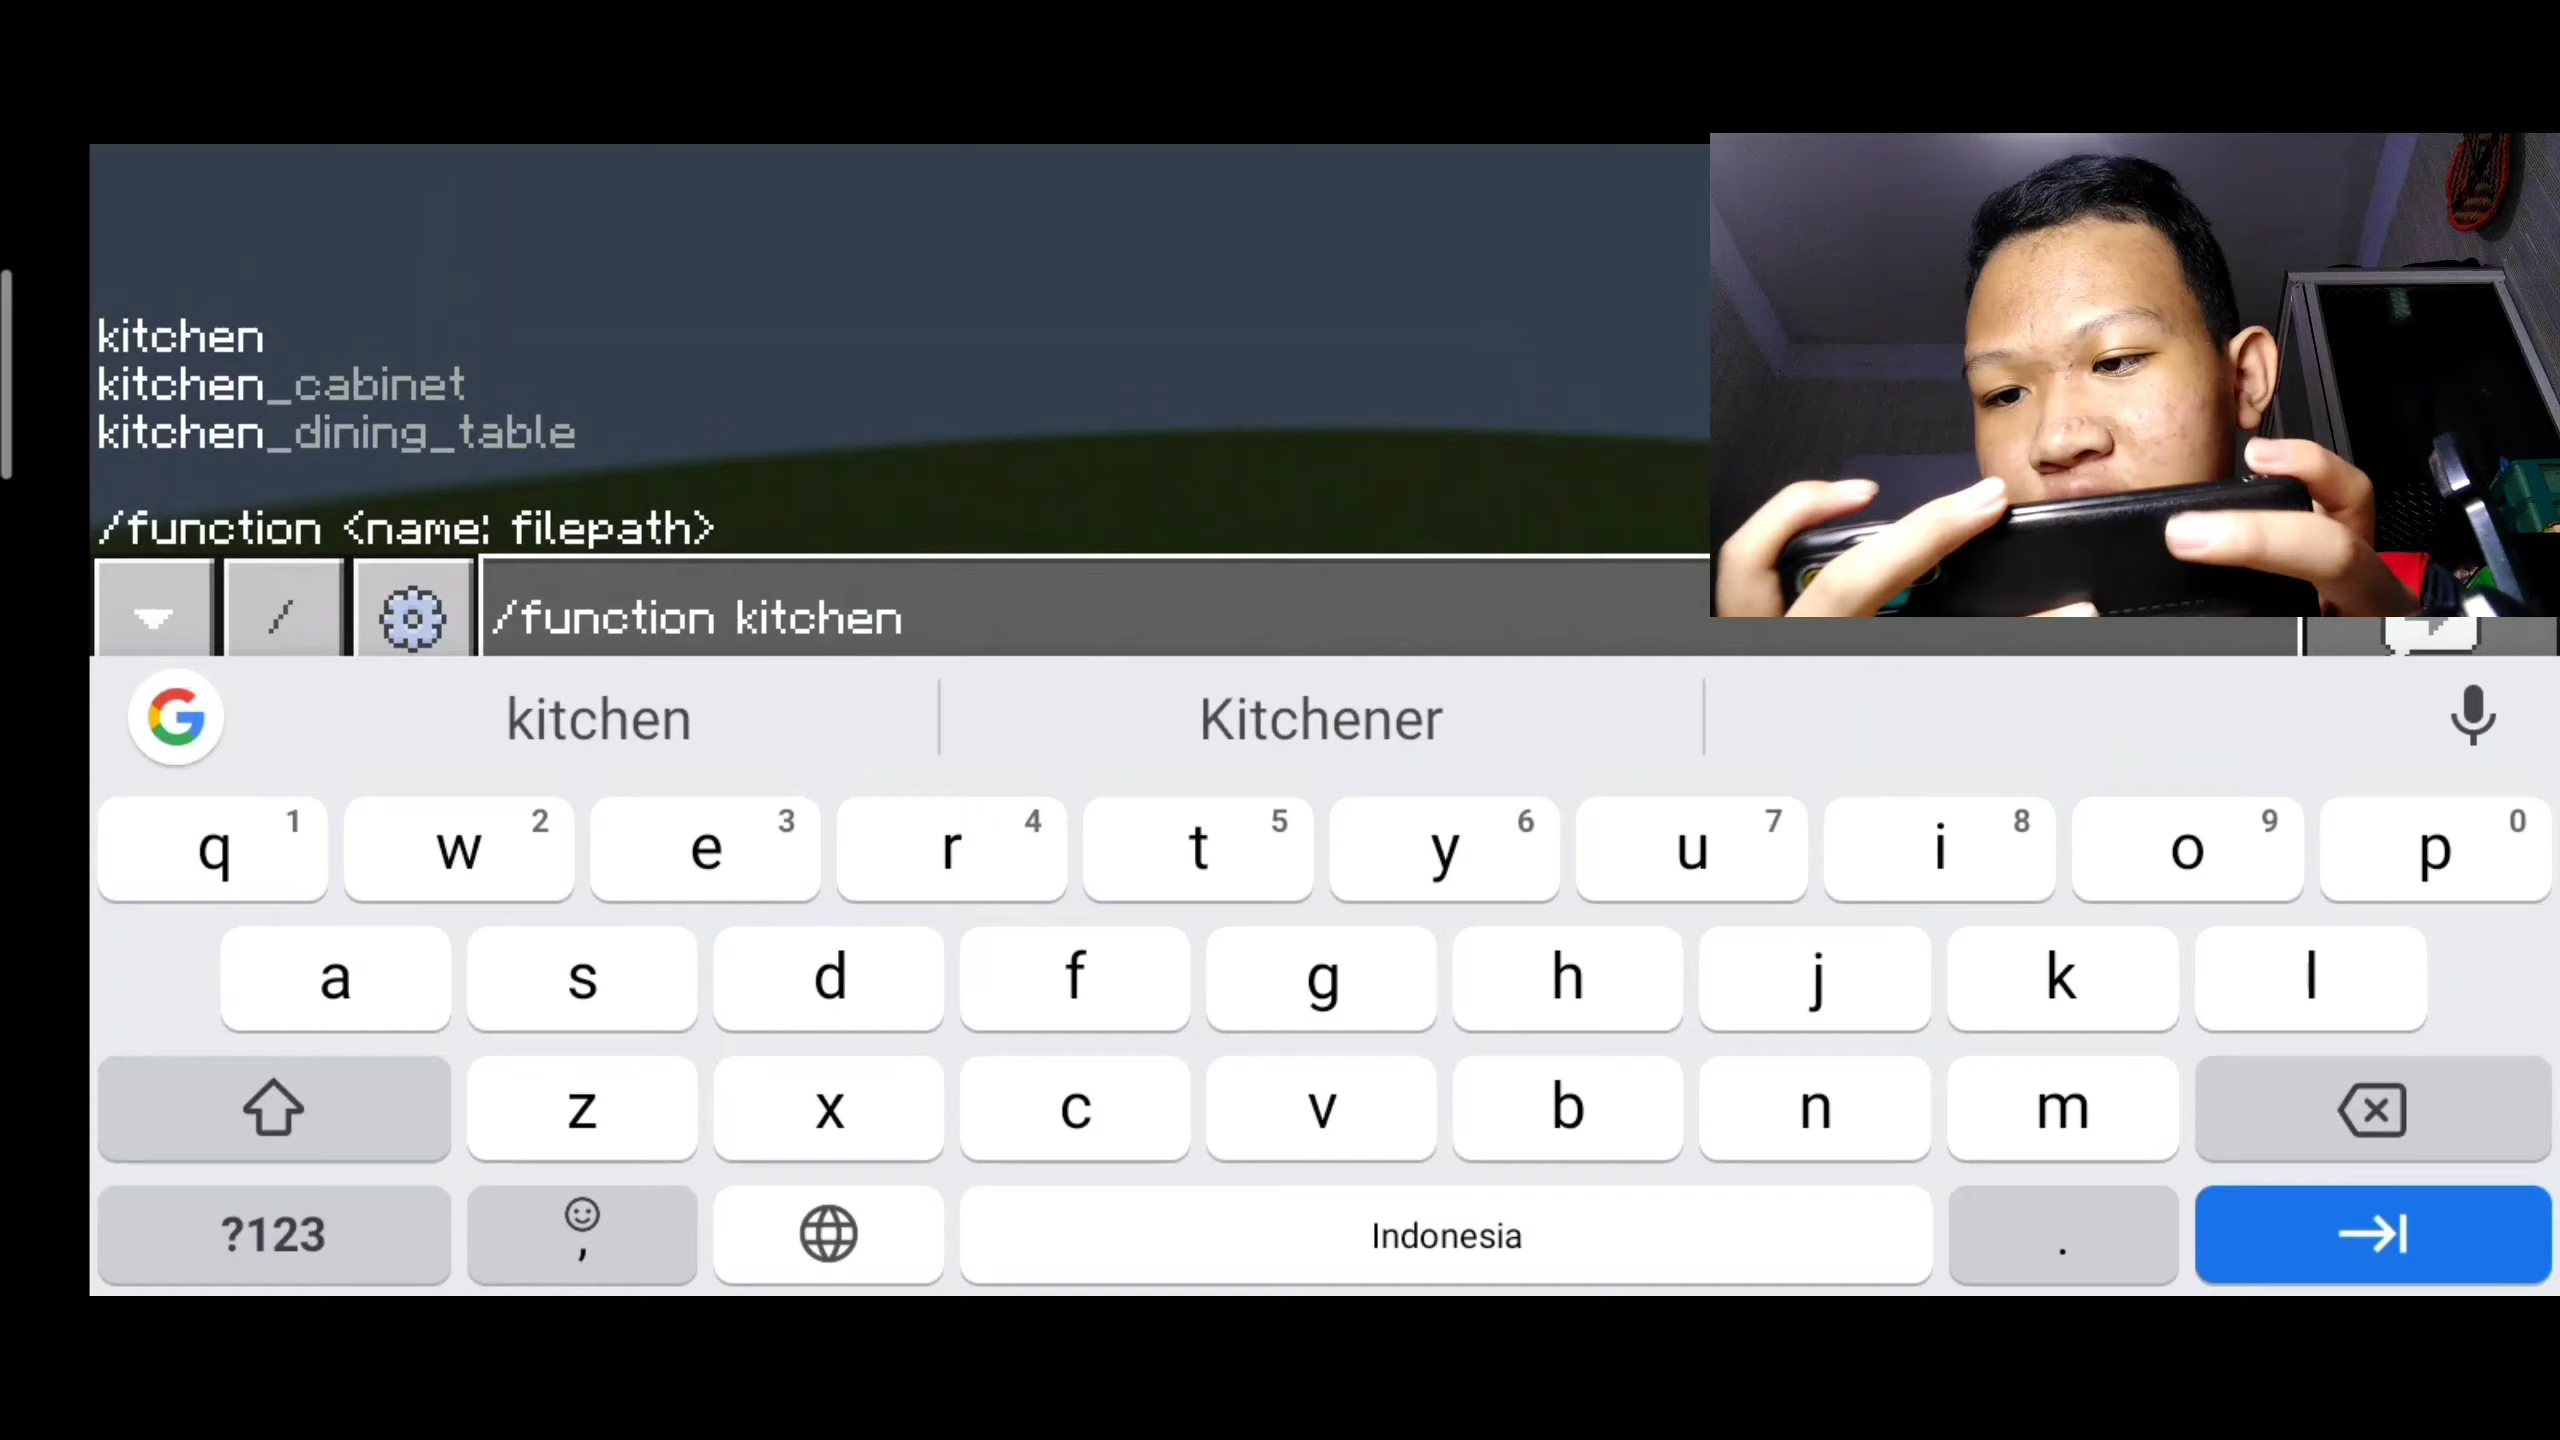 kitchen
kitchen_cabinet
kitchen_dining_table
/function <name: filepath>
/ /function kitchen
G kitchen Kitchener
q 1 w 2 e 3 r 4 t 5 y 6 u 7 i 8 o 9 p 0
a s d f g h j k l
z x c v b n m
?123 , Indonesia .